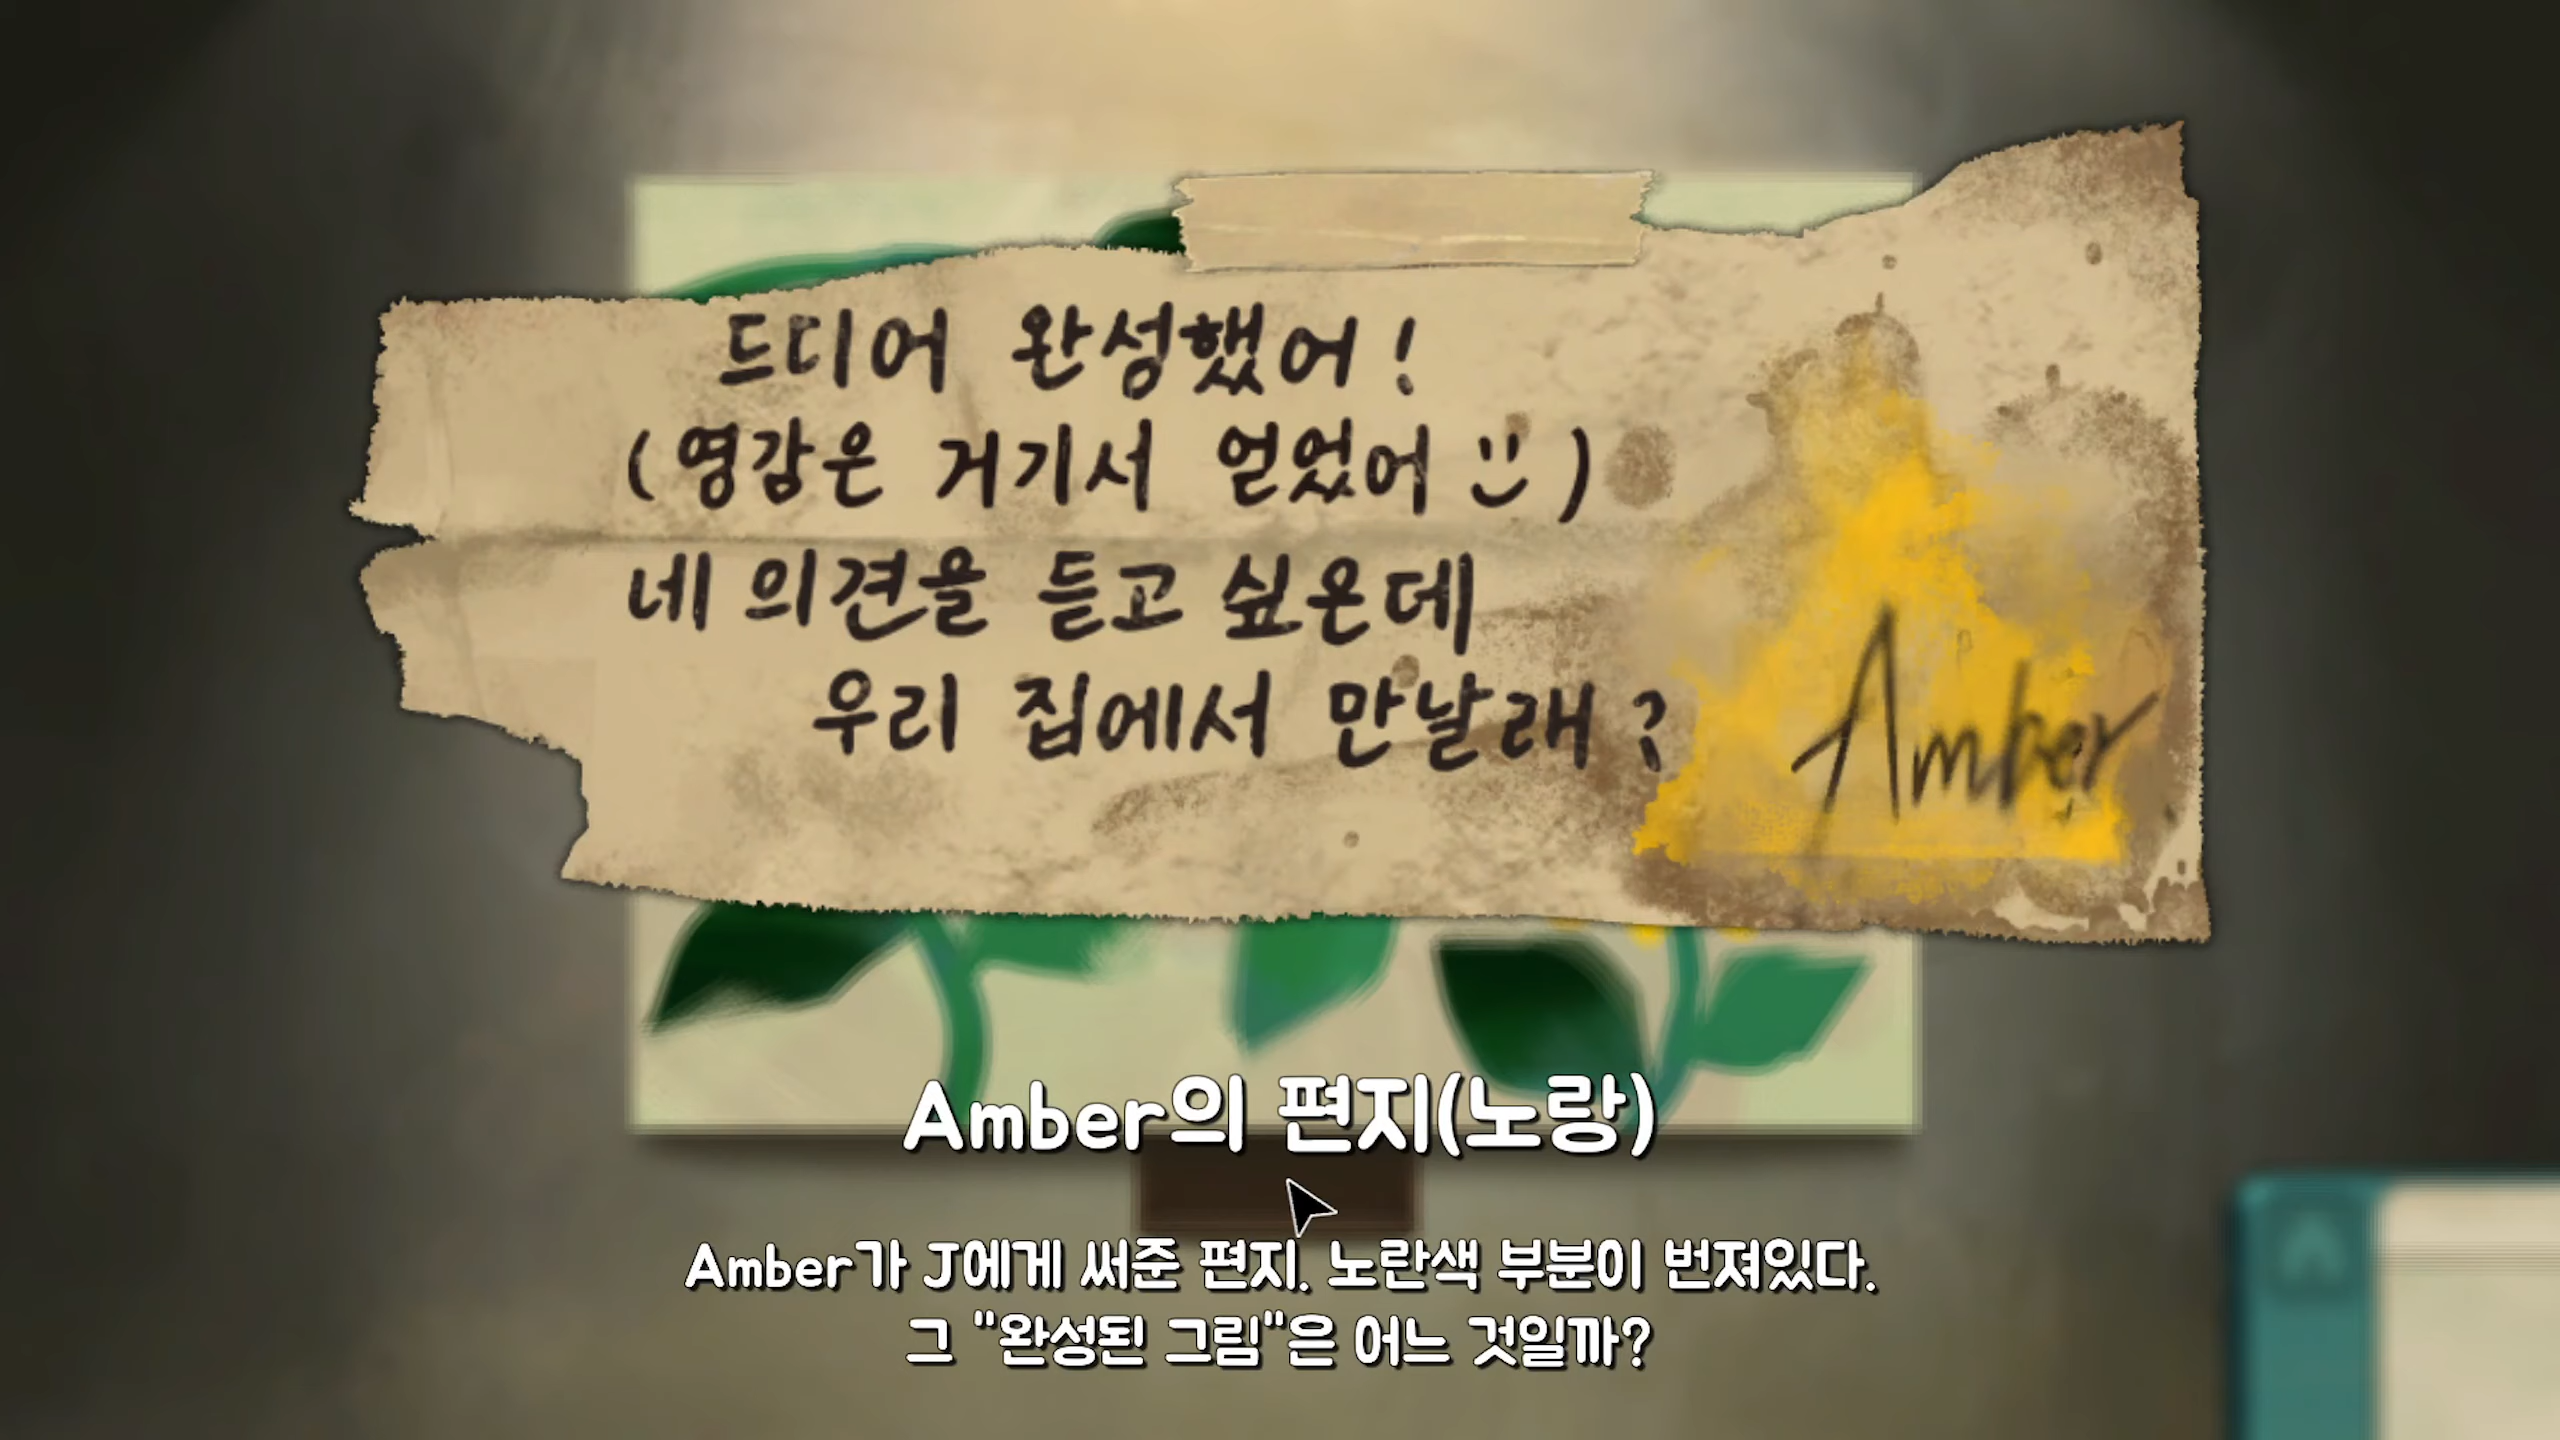 드디어 완성했어!
(영감은 거기서 얻었어 :))
네 의견을 듣고 싶은데
우리 집에서 만날래?
Amber
Amber의 편지(노랑)
Amber가 J에게 써준 편지. 노란색 부분이 번져있다.
그 "완성된 그림"은 어느 것일까?